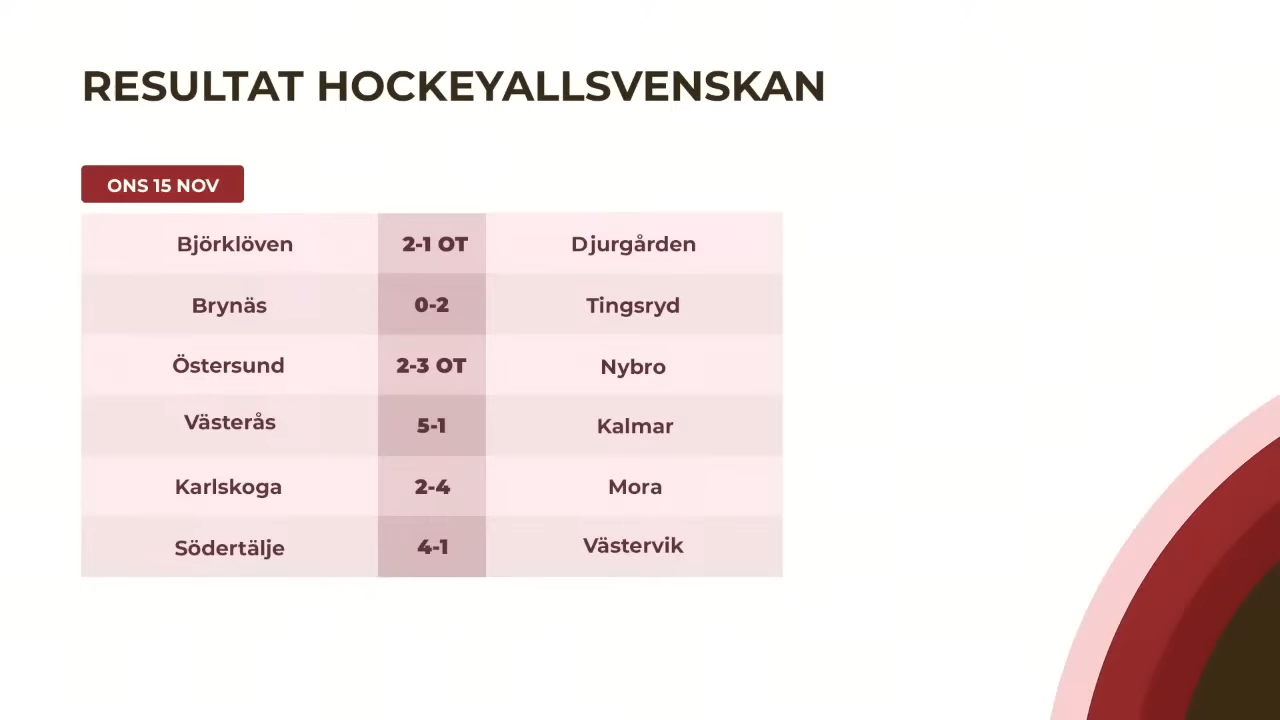 RESULTAT HOCKEYALLSVENSKAN
ONS 15 NOV
Björklöven 2-1 OT Djurgården
Brynäs 0-2 Tingsryd
Östersund 2-3 OT Nybro
Västerås 5-1 Kalmar
Karlskoga 2-4 Mora
Södertälje 4-1 Västervik